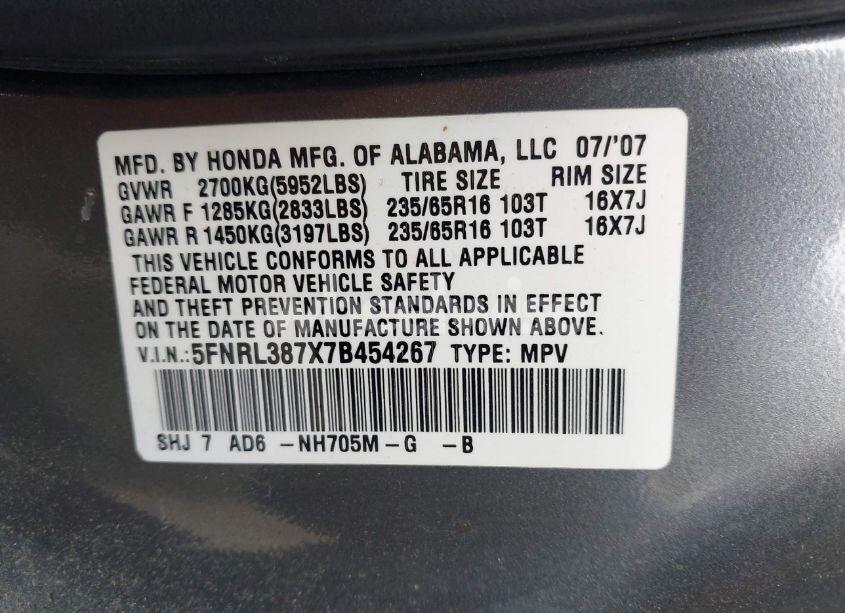 MFD. BY HONDA MFG. OF ALABAMA, LLC 07/'07
GVWR 2700KG(5952LBS) TIRE SIZE RIM SIZE
GAWR F 1285KG(2833LBS) 235/65R16 103T 16X7J
GAWR R 1450KG(3197LBS) 235/65R16 103T 16X7J
THIS VEHICLE CONFORMS TO ALL APPLICABLE
FEDERAL MOTOR VEHICLE SAFETY
AND THEFT PREVENTION STANDARDS IN EFFECT
ON THE DATE OF MANUFACTURE SHOWN ABOVE.
V.I.N.: 5FNRL387X7B454267 TYPE: MPV
SHJ 7 AD6 -NH705M-G -B